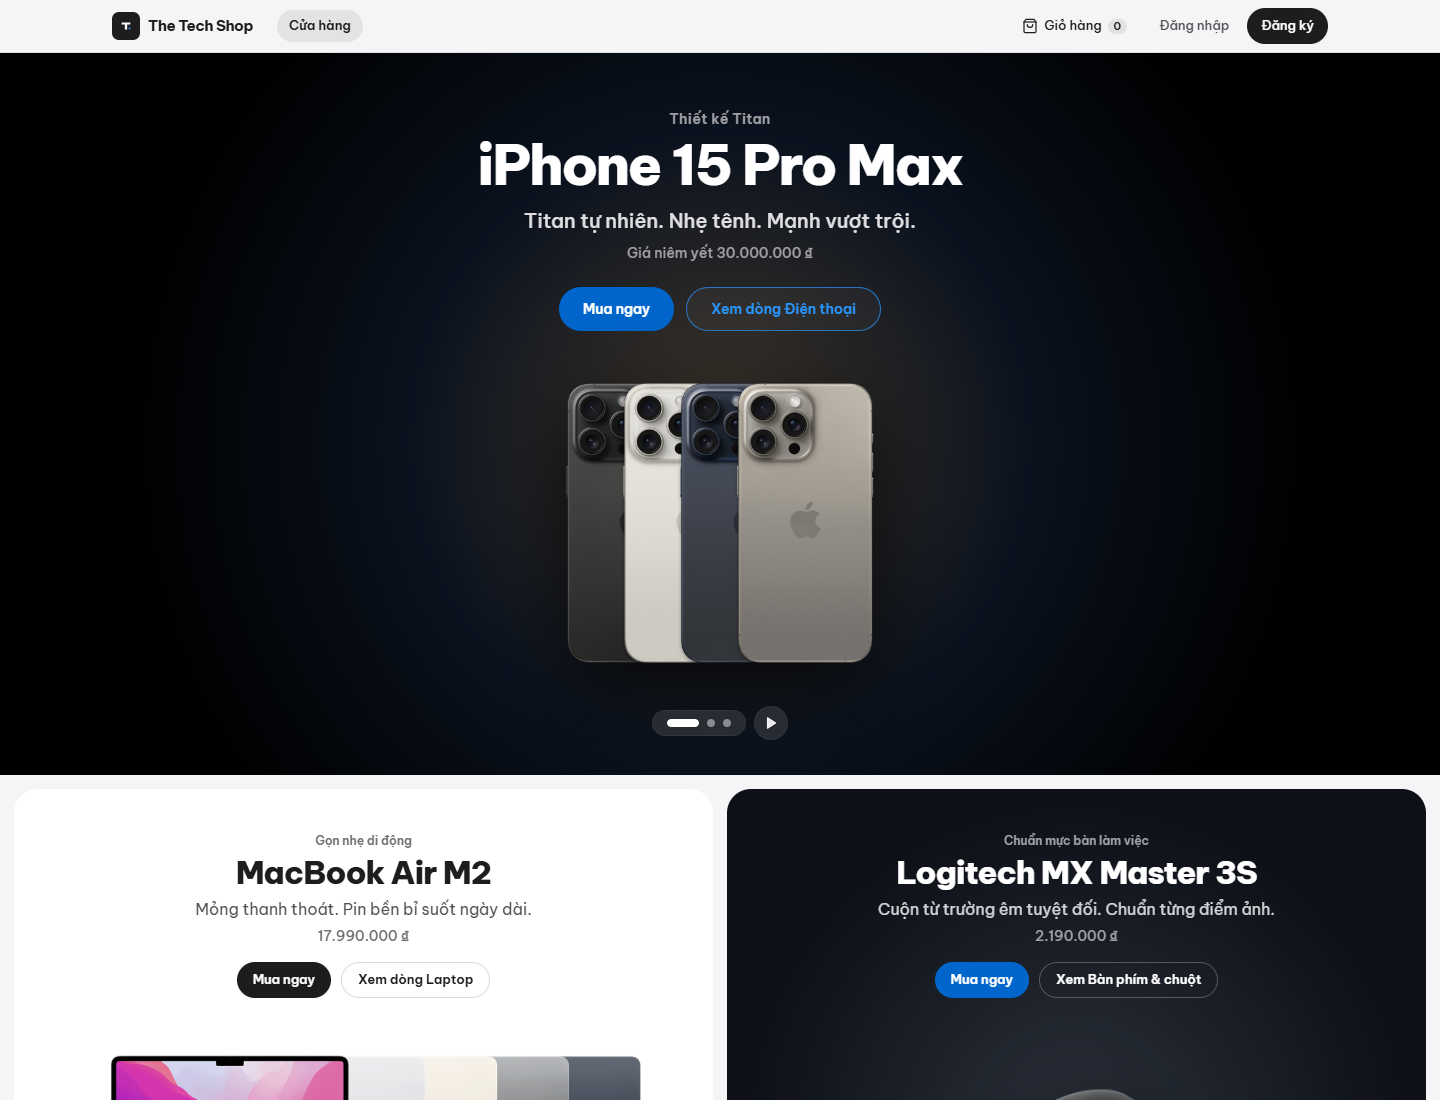 The Tech Shop
Cửa hàng
Giỏ hàng 0
Đăng nhập
Đăng ký
Thiết kế Titan
iPhone 15 Pro Max
Titan tự nhiên. Nhẹ tênh. Mạnh vượt trội.
Giá niêm yết 30.000.000 ₫
Mua ngay
Xem dòng Điện thoại
Gọn nhẹ di động
MacBook Air M2
Mỏng thanh thoát. Pin bền bỉ suốt ngày dài.
17.990.000 ₫
Mua ngay
Xem dòng Laptop
Chuẩn mực bàn làm việc
Logitech MX Master 3S
Cuộn từ trường êm tuyệt đối. Chuẩn từng điểm ảnh.
2.190.000 ₫
Mua ngay
Xem Bàn phím & chuột